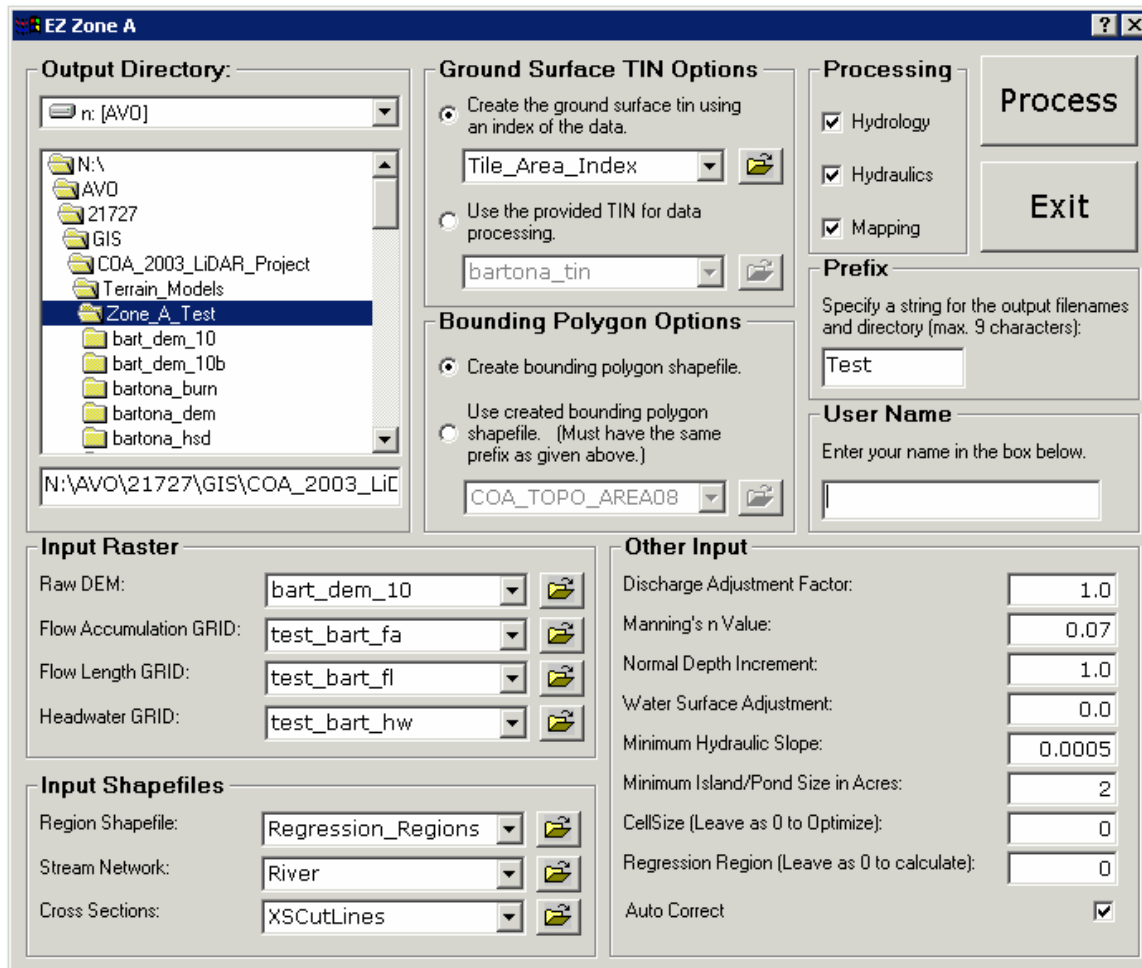 EZ Zone A
Output Directory:
n: [AVO]
N:\
AVO
21727
GIS
COA_2003_LiDAR_Project
Terrain_Models
Zone_A_Test
bart_dem_10
bart_dem_10b
bartona_burn
bartona_dem
bartona_hsd
N:\AVO\21727\GIS\COA_2003_LiD
Ground Surface TIN Options
Create the ground surface tin using
an index of the data.
Tile_Area_Index
Use the provided TIN for data
processing.
bartona_tin
Bounding Polygon Options
Create bounding polygon shapefile.
Use created bounding polygon
shapefile. (Must have the same
prefix as given above.)
COA_TOPO_AREA08
Processing
Hydrology
Hydraulics
Mapping
Process
Exit
Prefix
Specify a string for the output filenames
and directory (max. 9 characters):
Test
User Name
Enter your name in the box below.
Input Raster
Raw DEM: bart_dem_10
Flow Accumulation GRID: test_bart_fa
Flow Length GRID: test_bart_fl
Headwater GRID: test_bart_hw
Input Shapefiles
Region Shapefile: Regression_Regions
Stream Network: River
Cross Sections: XSCutLines
Other Input
Discharge Adjustment Factor: 1.0
Manning's n Value: 0.07
Normal Depth Increment: 1.0
Water Surface Adjustment: 0.0
Minimum Hydraulic Slope: 0.0005
Minimum Island/Pond Size in Acres: 2
CellSize (Leave as 0 to Optimize): 0
Regression Region (Leave as 0 to calculate): 0
Auto Correct